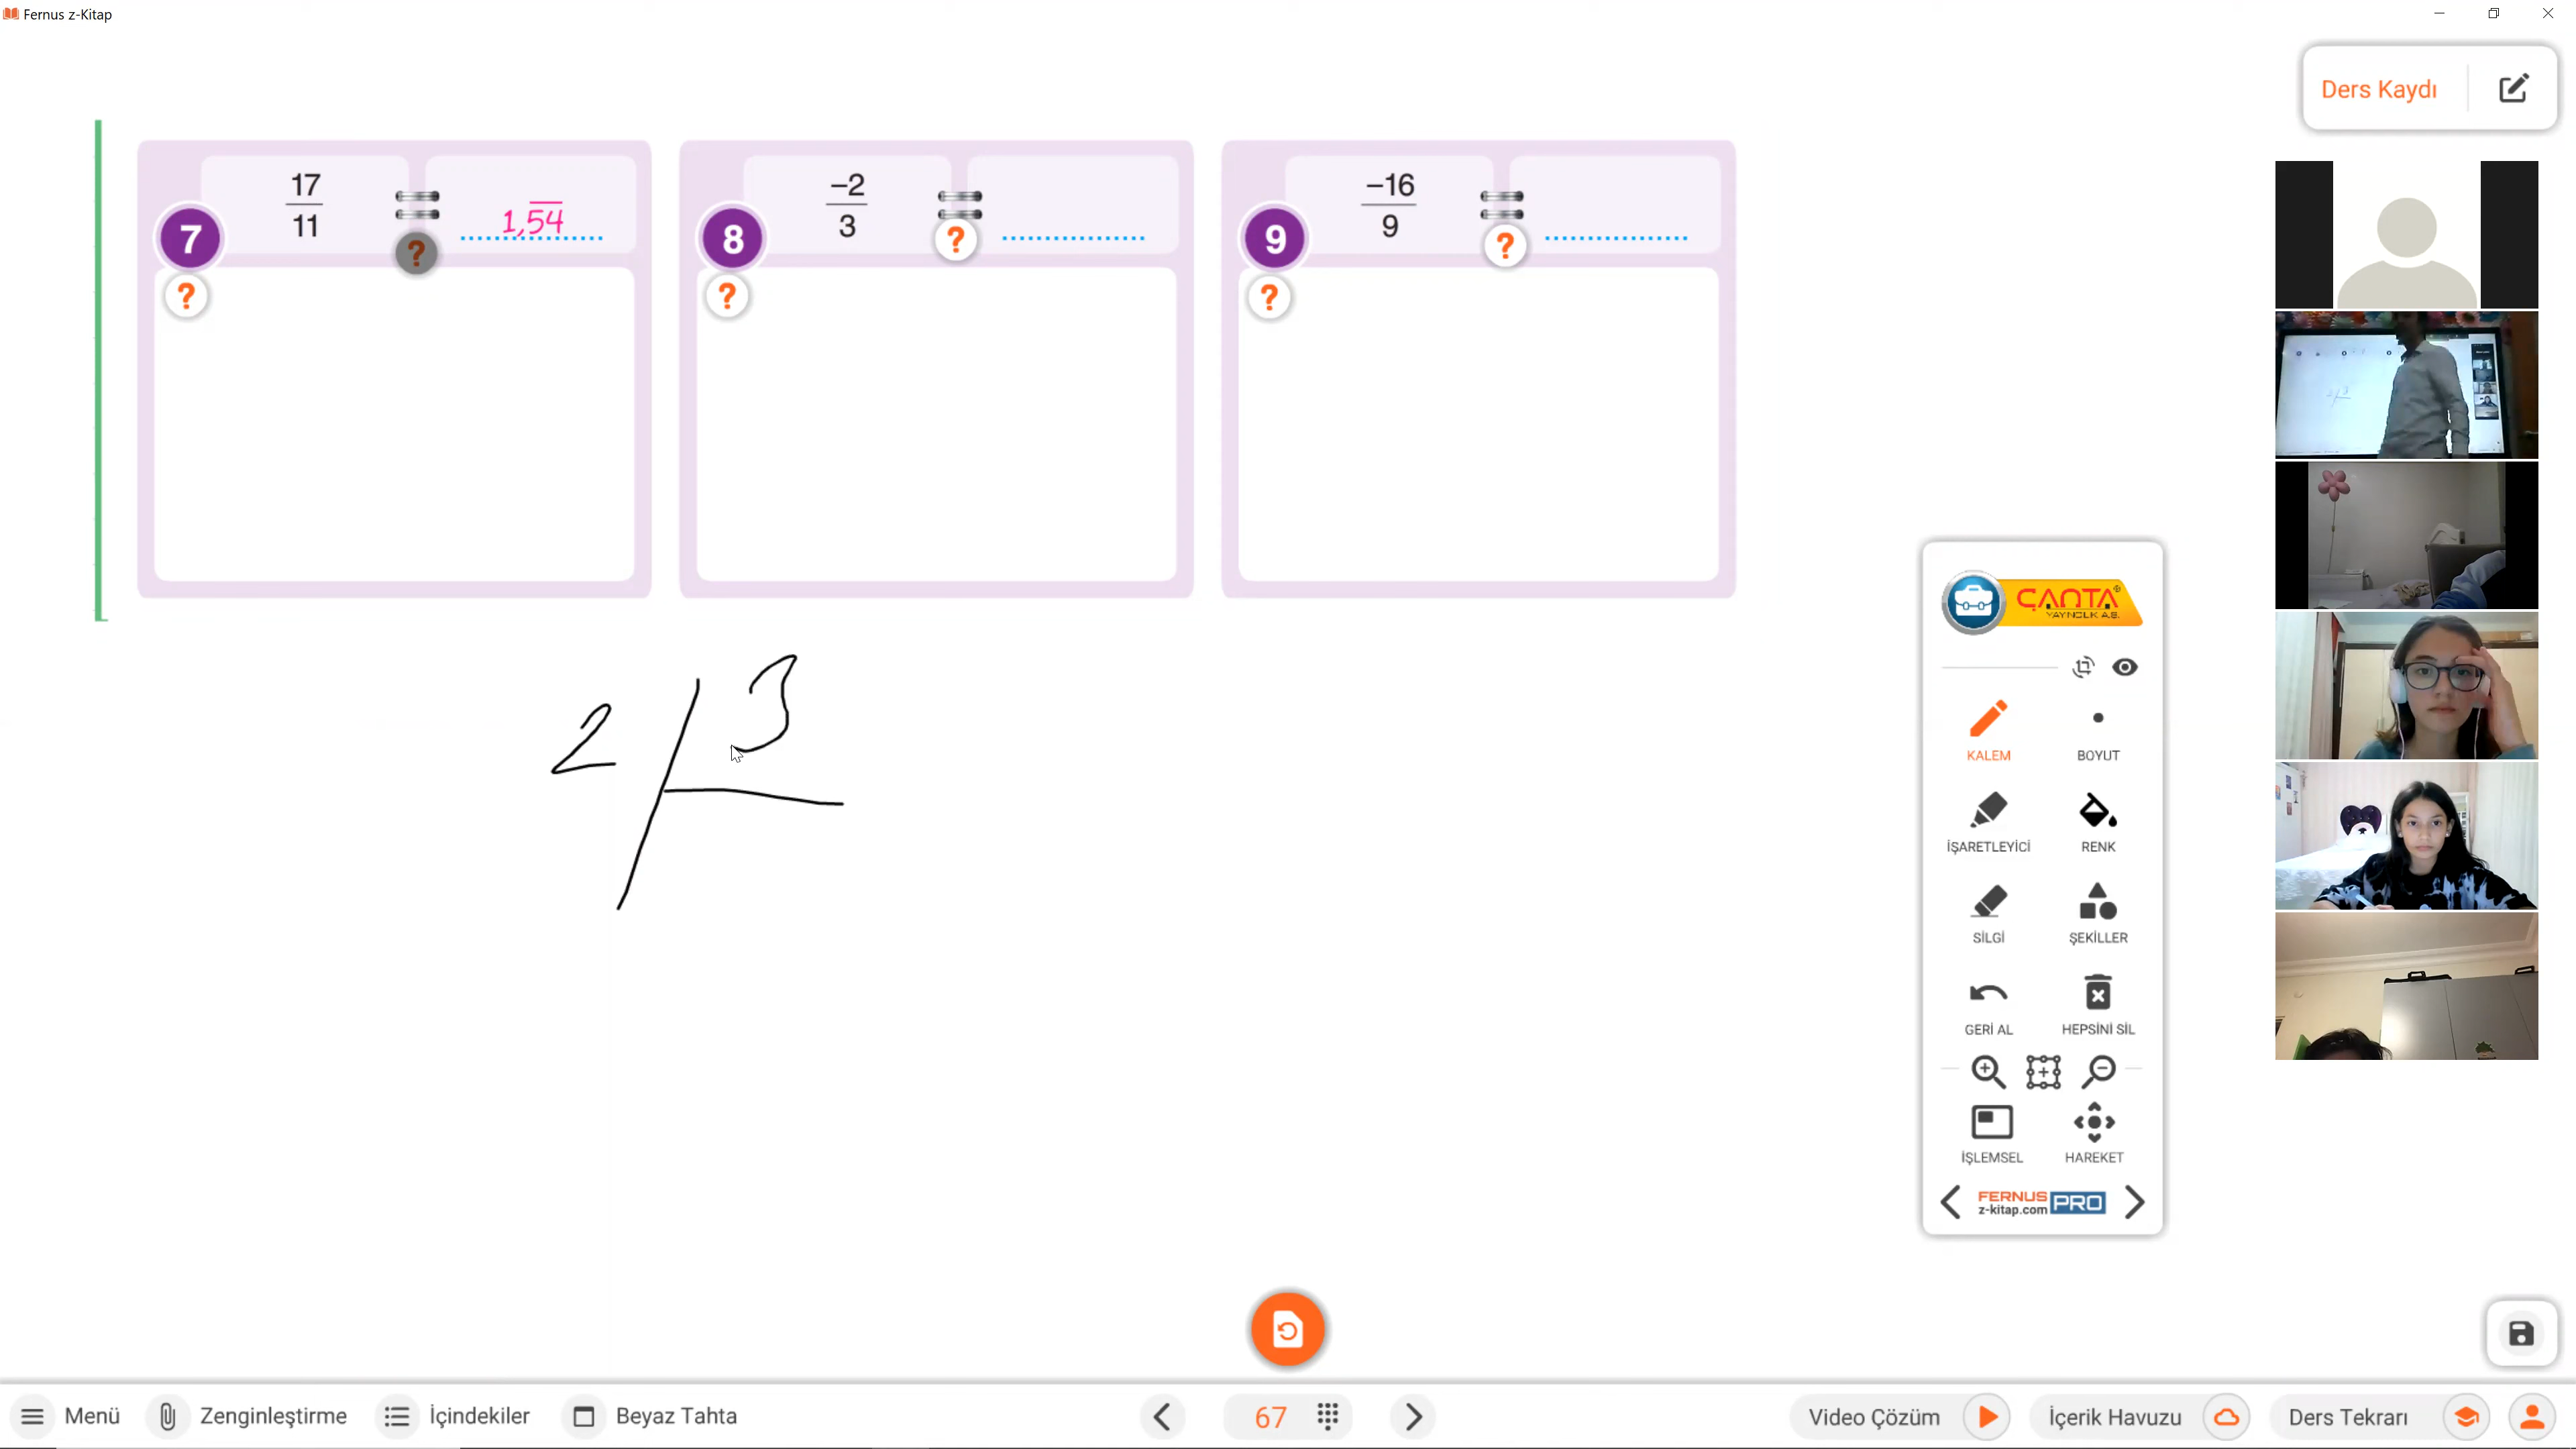 Fernus z-Kitap
Ders Kaydı
7
17
11
?
1,5̅4̅
?
8
–2
3
?
?
9
–16
9
?
?
2
3
ÇANTA
YAYINCILIK A.Ş.
KALEM
BOYUT
İŞARETLEYİCİ
RENK
SİLGİ
ŞEKİLLER
GERİ AL
HEPSİNİ SİL
İŞLEMSEL
HAREKET
FERNUS PRO
z-kitap.com
Menü
Zenginleştirme
İçindekiler
Beyaz Tahta
67
Video Çözüm
İçerik Havuzu
Ders Tekrarı